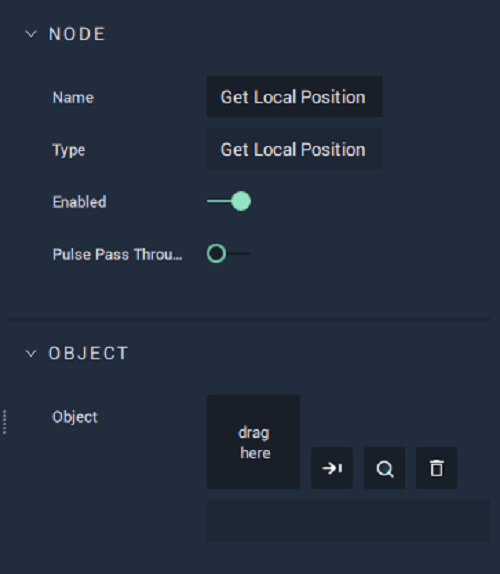 NODE
Name Get Local Position
Type Get Local Position
Enabled
Pulse Pass Throu...
OBJECT
Object
drag
here